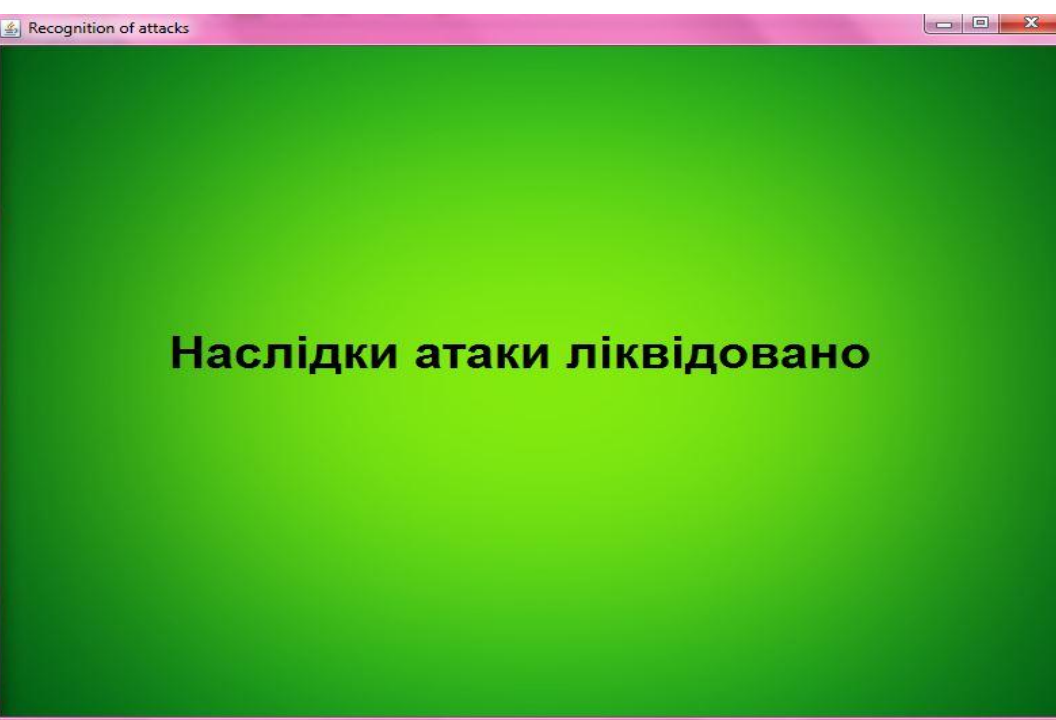 Recognition of attacks
Наслідки атаки ліквідовано